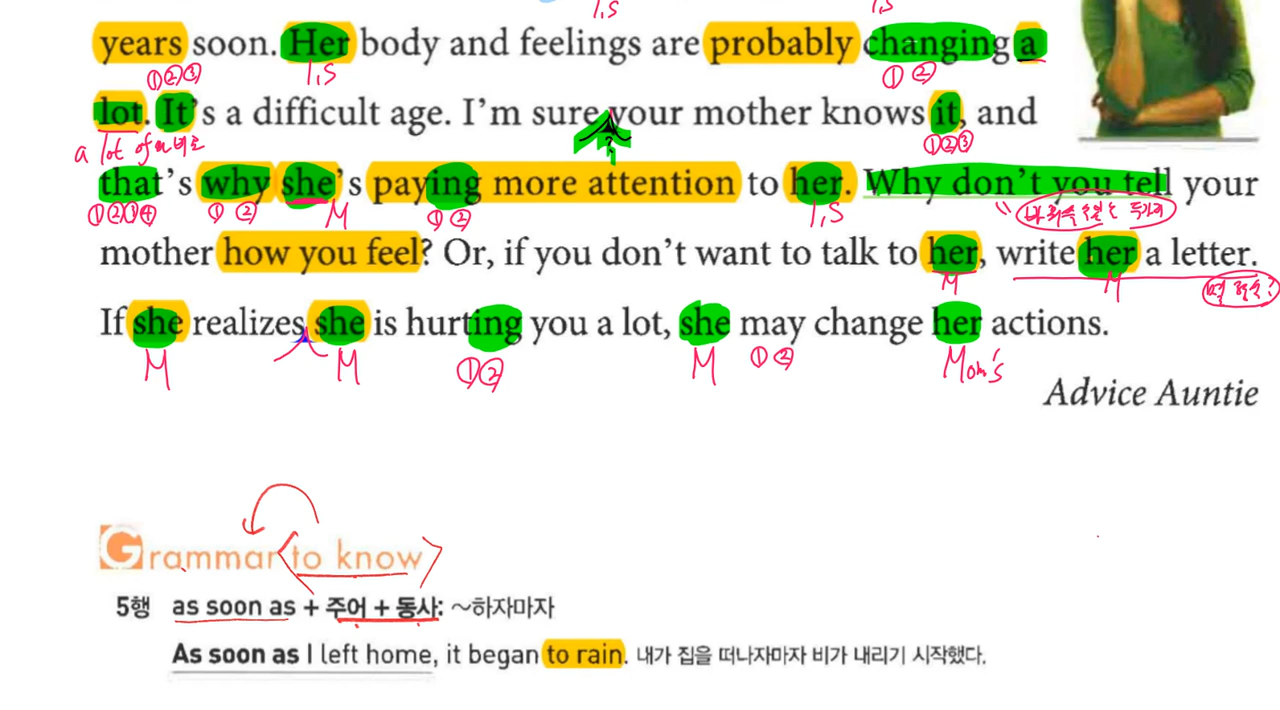 years soon. Her body and feelings are probably changing a
lot. It's a difficult age. I'm sure your mother knows it, and
that's why she's paying more attention to her. Why don't you tell your
mother how you feel? Or, if you don't want to talk to her, write her a letter.
If she realizes she is hurting you a lot, she may change her actions.
Advice Auntie
Grammar to know
5행 as soon as + 주어 + 동사: ~하자마자
As soon as I left home, it began to rain. 내가 집을 떠나자마자 비가 내리기 시작했다.